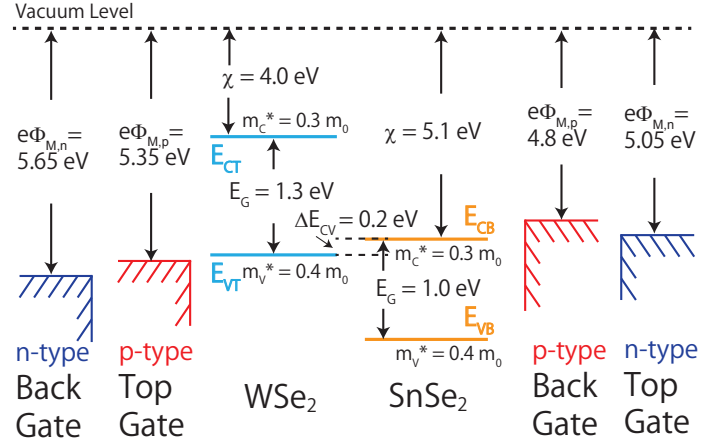 Vacuum Level
eΦM,n=
5.65 eV
eΦM,p=
5.35 eV
χ = 4.0 eV
mC* = 0.3 m0
ECT
EG = 1.3 eV
ΔECV = 0.2 eV
EVT
mV* = 0.4 m0
χ = 5.1 eV
ECB
mC* = 0.3 m0
EG = 1.0 eV
EVB
mV* = 0.4 m0
eΦM,p=
4.8 eV
eΦM,n=
5.05 eV
n-type
Back
Gate
p-type
Top
Gate
WSe2
SnSe2
p-type
Back
Gate
n-type
Top
Gate